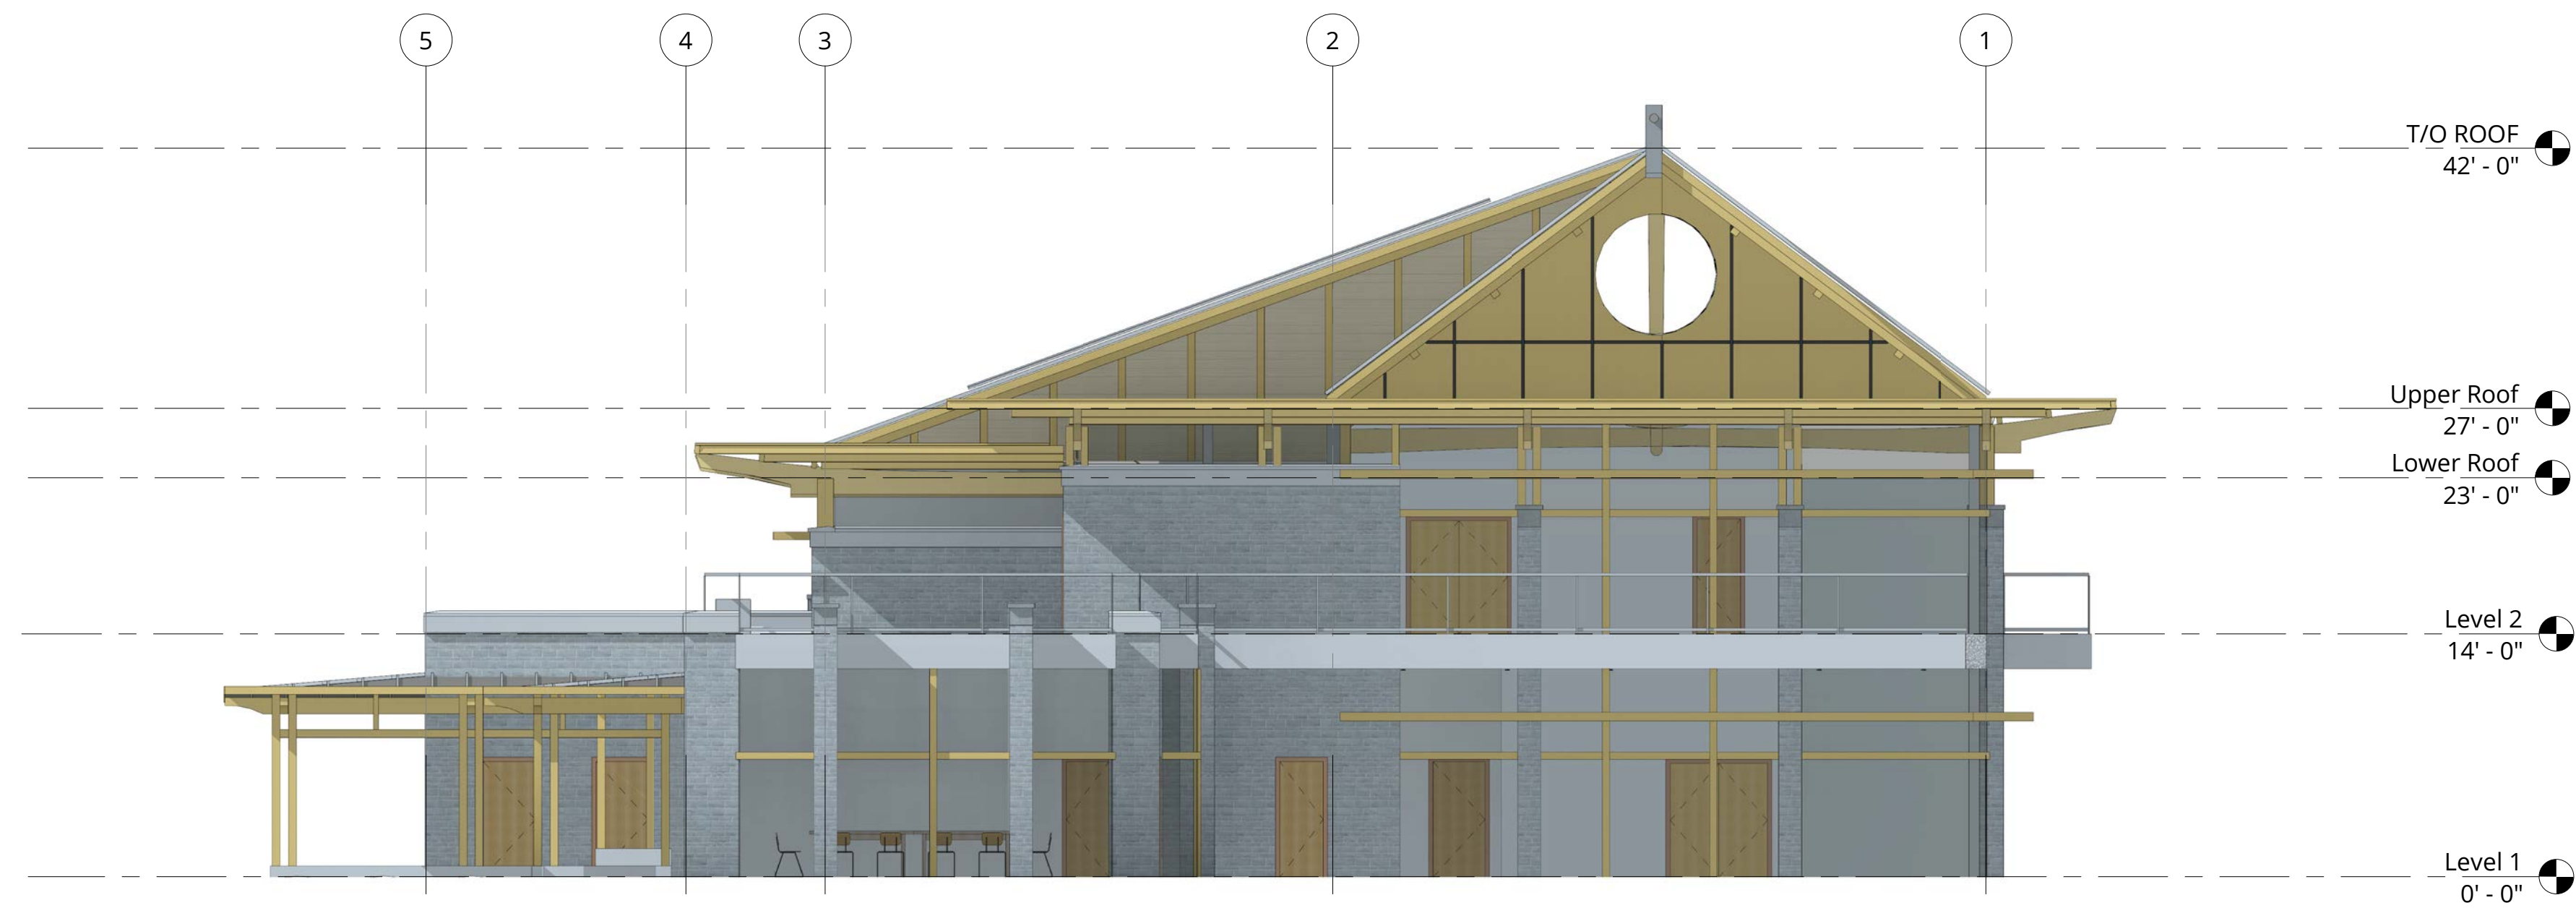 5
4
3
2
1
T/O ROOF
42' - 0"
Upper Roof
27' - 0"
Lower Roof
23' - 0"
Level 2
14' - 0"
Level 1
0' - 0"